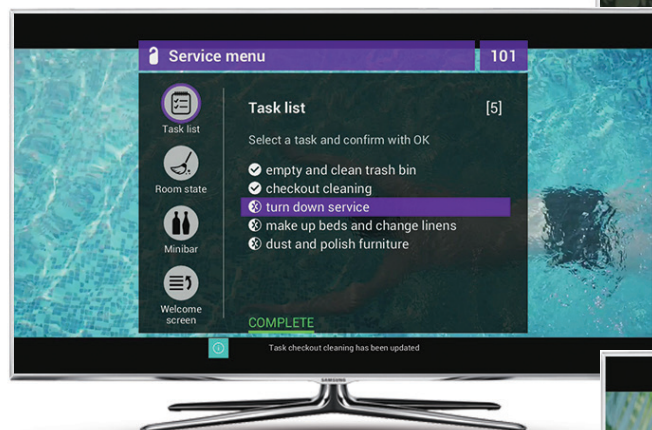 Service menu
101
Task list
Room state
Minibar
Welcome
screen
Task list
[5]
Select a task and confirm with OK
empty and clean trash bin
checkout cleaning
turn down service
make up beds and change linens
dust and polish furniture
COMPLETE
Task checkout cleaning has been updated
SAMSUNG